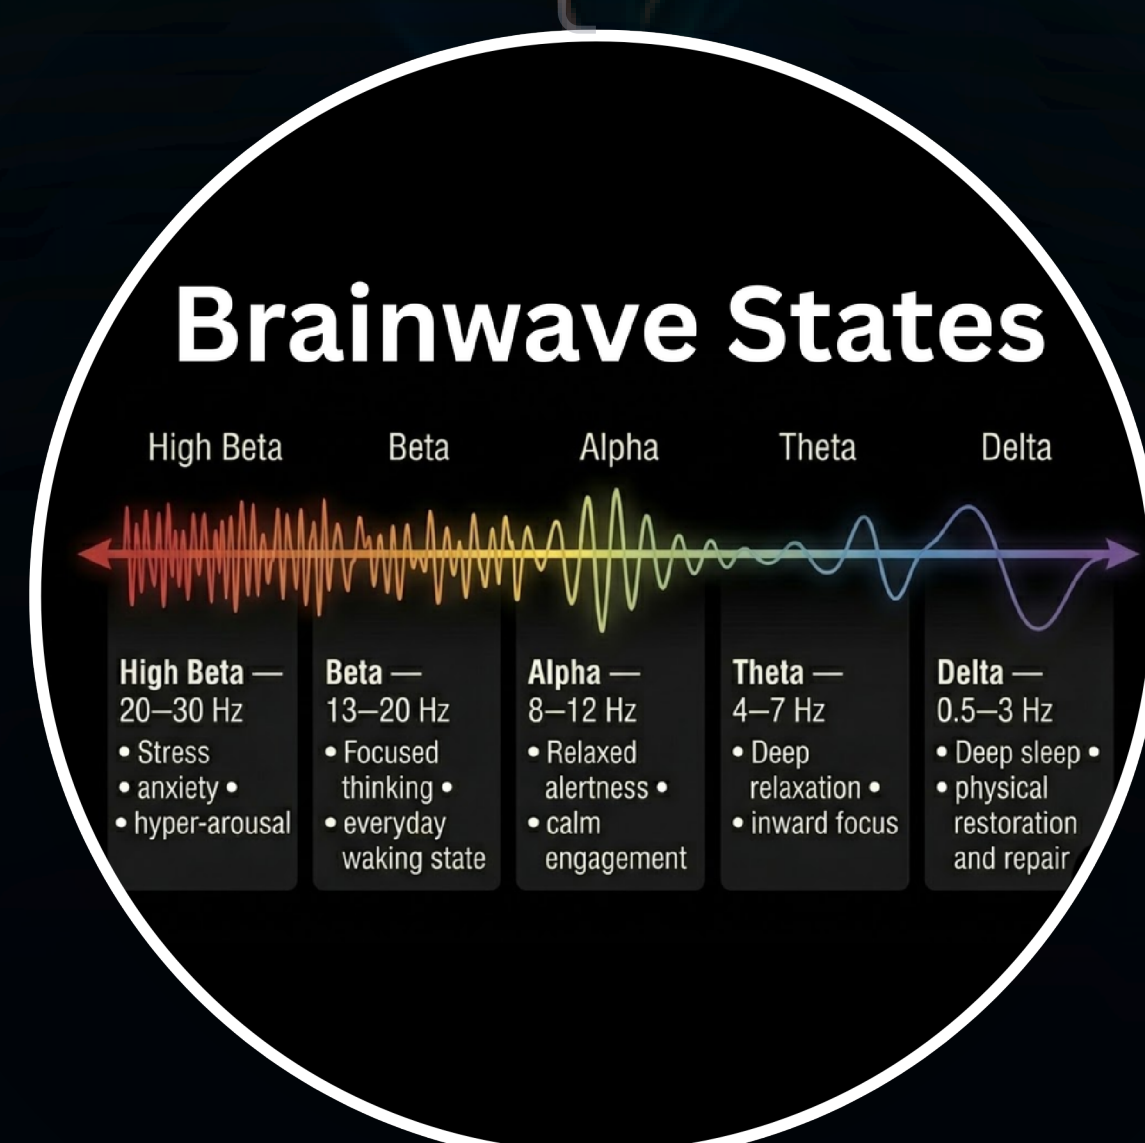 Brainwave States
High Beta
Beta
Alpha
Theta
Delta
High Beta —
20–30 Hz
• Stress
• anxiety •
• hyper-arousal
Beta —
13–20 Hz
• Focused
thinking •
• everyday
waking state
Alpha —
8–12 Hz
• Relaxed
alertness •
• calm
engagement
Theta —
4–7 Hz
• Deep
relaxation •
• inward focus
Delta —
0.5–3 Hz
• Deep sleep •
• physical
restoration
and repair